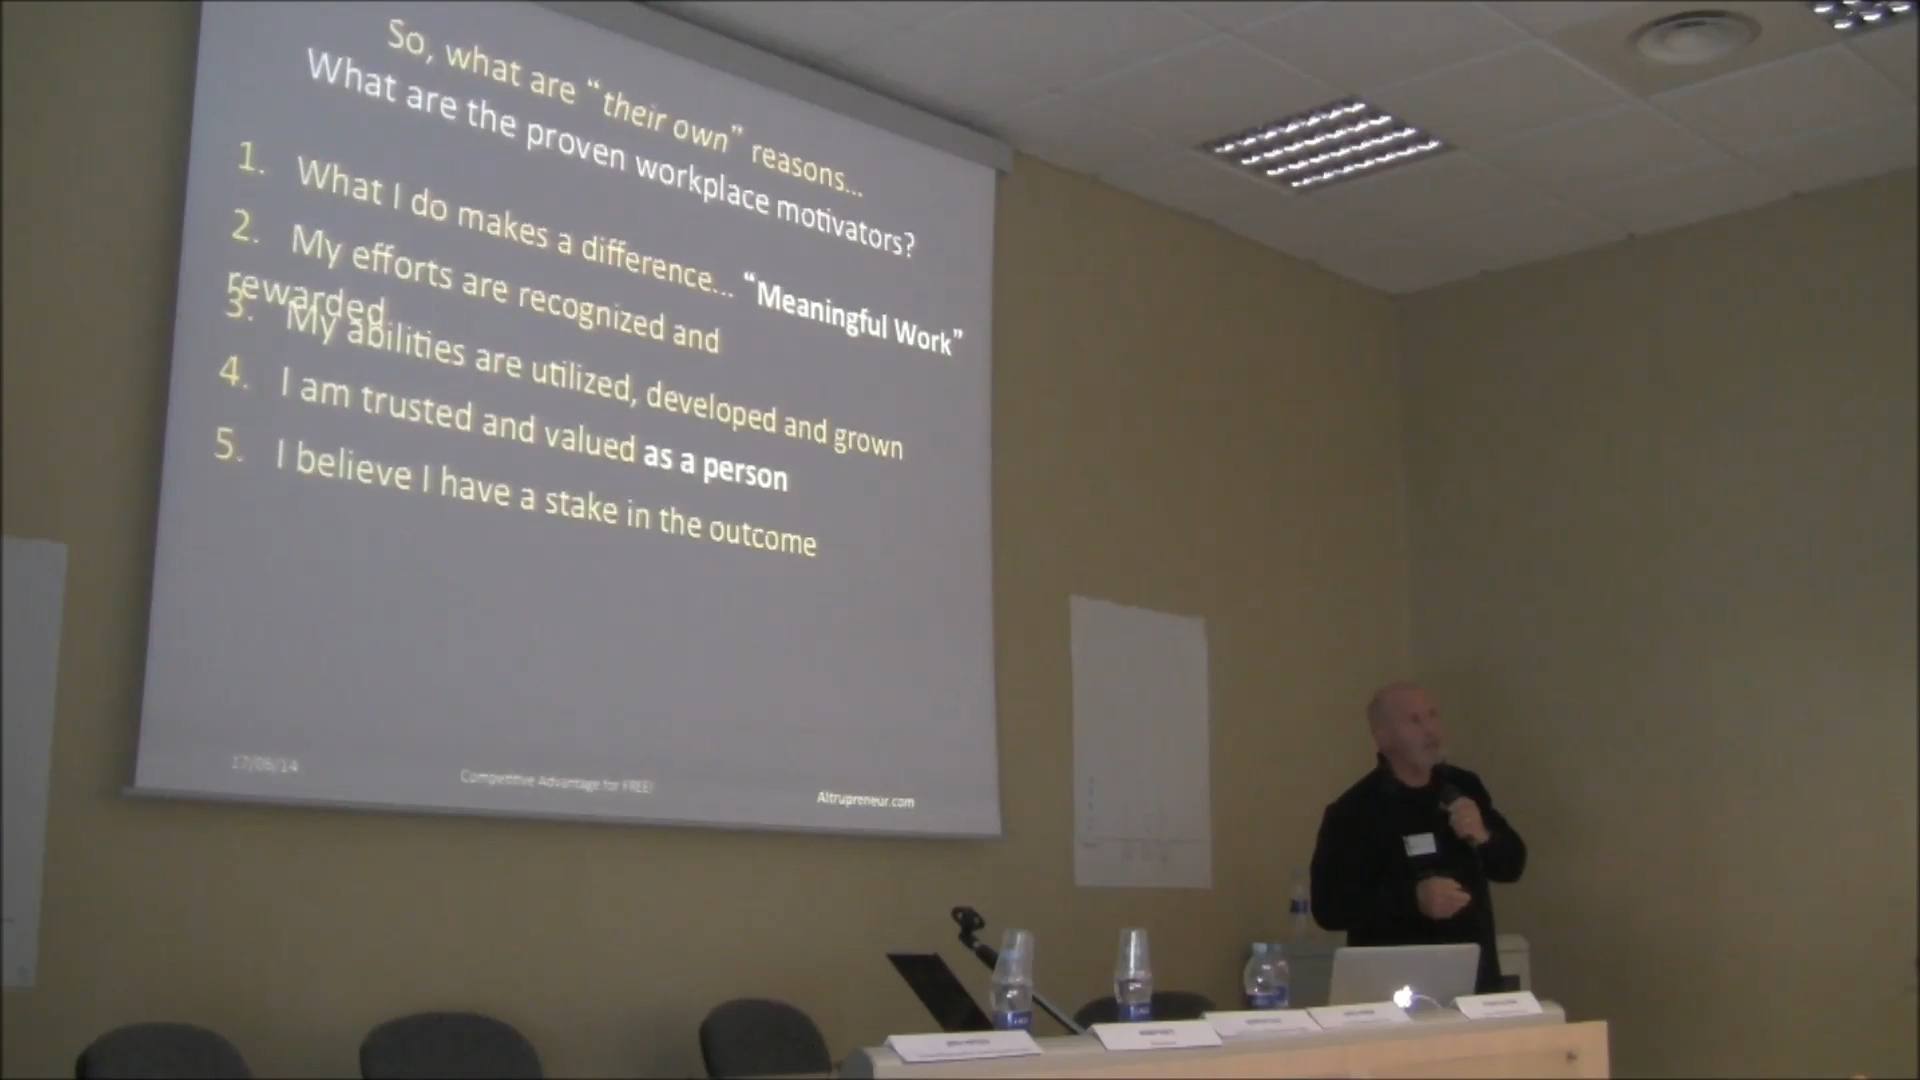 So, what are “their own” reasons...
What are the proven workplace motivators?
1. What I do makes a difference... “Meaningful Work”
2. My efforts are recognized and
rewarded
3. My abilities are utilized, developed and grown
4. I am trusted and valued as a person
5. I believe I have a stake in the outcome
17/06/14 Competitive Advantage for FREE! Altrupreneur.com